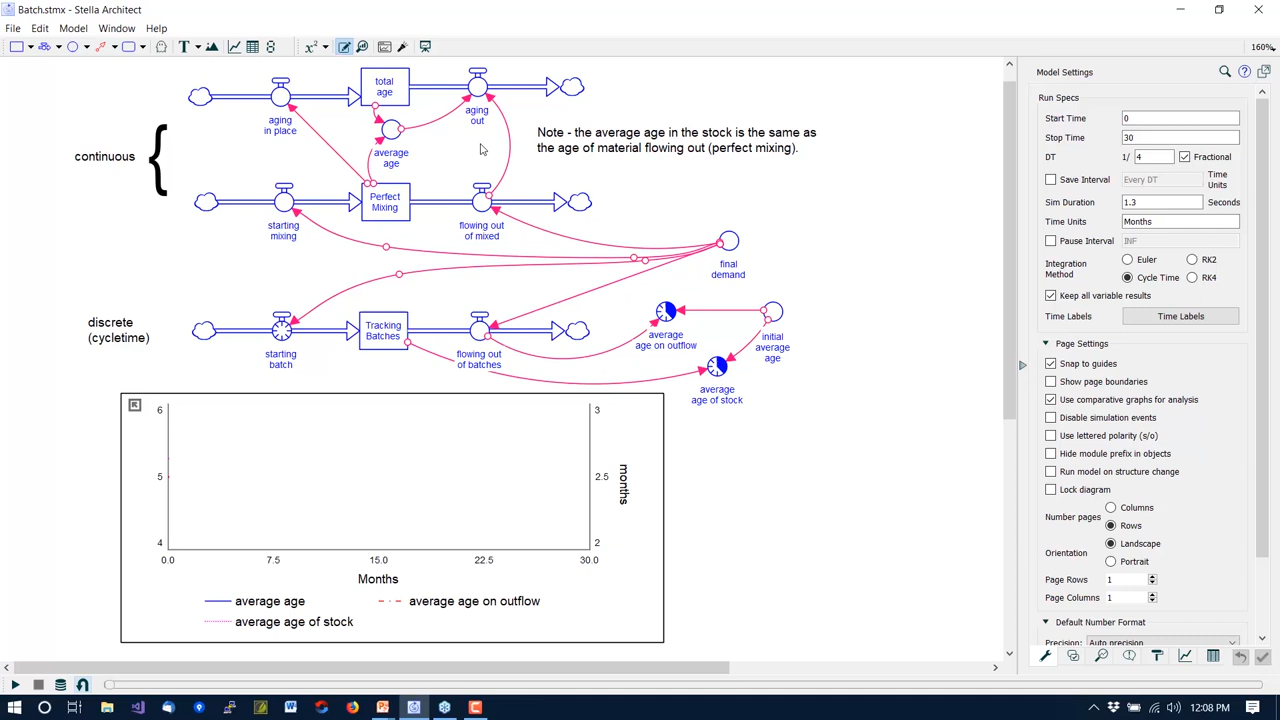 Batch.stmx - Stella Architect
File Edit Model Window Help
T
x²
160%
total
age
aging
in place
aging
out
average
age
Note - the average age in the stock is the same as
the age of material flowing out (perfect mixing).
continuous
Perfect
Mixing
starting
mixing
flowing out
of mixed
final
demand
discrete
(cycletime)
Tracking
Batches
starting
batch
flowing out
of batches
average
age on outflow
initial
average
age
average
age of stock
6
5
4
3
2.5
2
months
0.0 7.5 15.0 22.5 30.0
Months
average age
average age on outflow
average age of stock
Model Settings
Run Specs
Start Time 0
Stop Time 30
DT 1/ 4 Fractional
Save Interval Every DT Time
Units
Sim Duration 1.3 Seconds
Time Units Months
Pause Interval INF
Integration
Method
Euler RK2
Cycle Time RK4
Keep all variable results
Time Labels Time Labels
Page Settings
Snap to guides
Show page boundaries
Use comparative graphs for analysis
Disable simulation events
Use lettered polarity (s/o)
Hide module prefix in objects
Run model on structure change
Lock diagram
Number pages
Columns
Rows
Orientation
Landscape
Portrait
Page Rows 1
Page Columns 1
Default Number Format
Precision: Auto precision
12:08 PM